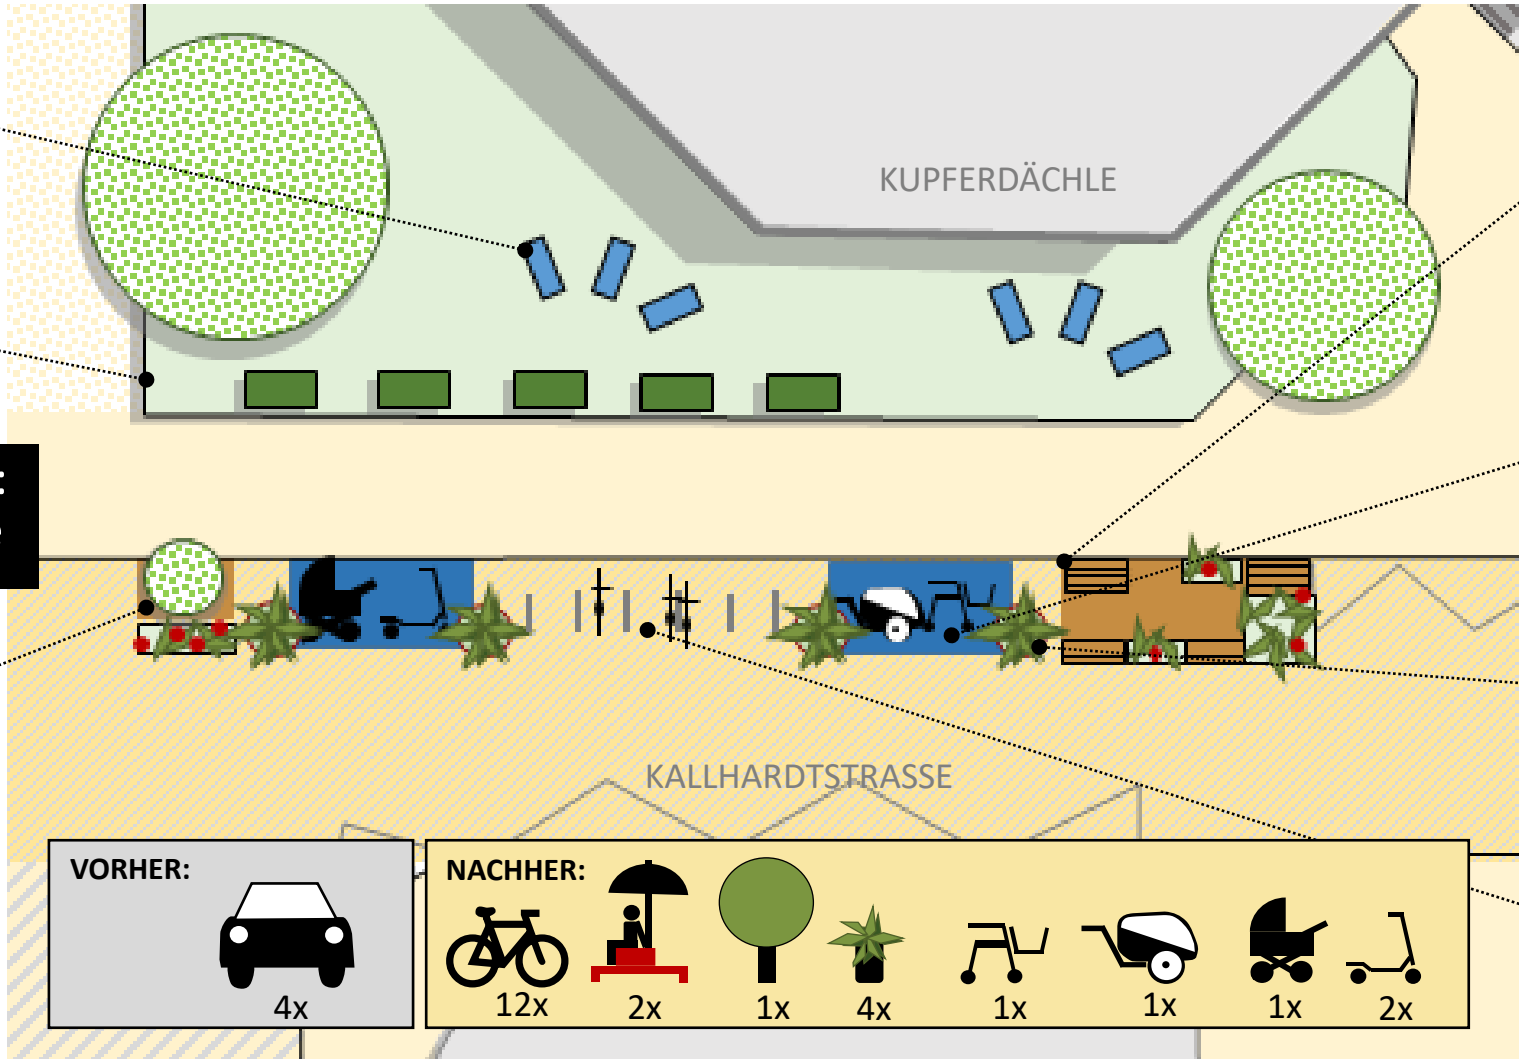 KUPFERDÄCHLE
KALLHARDTSTRASSE
VORHER:
4x
NACHHER:
12x
2x
1x
4x
1x
1x
1x
2x